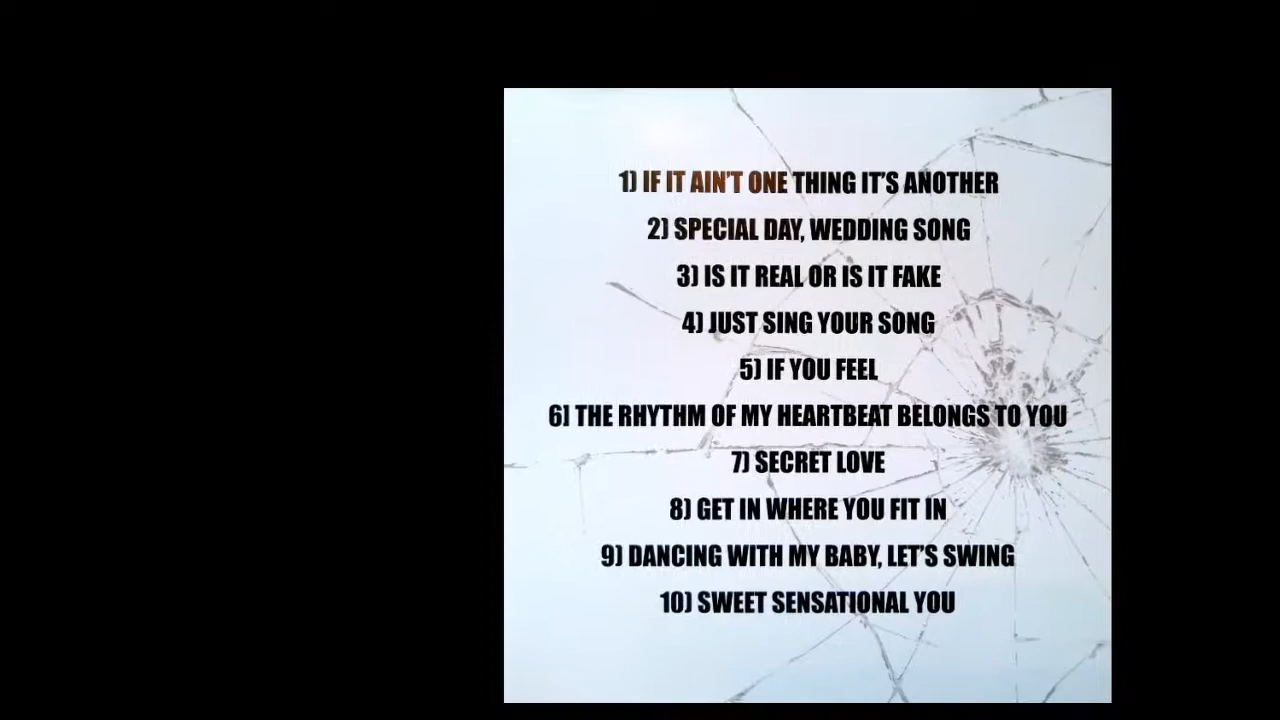 1) IF IT AIN'T ONE THING IT'S ANOTHER
2) SPECIAL DAY, WEDDING SONG
3) IS IT REAL OR IS IT FAKE
4) JUST SING YOUR SONG
5) IF YOU FEEL
6] THE RHYTHM OF MY HEARTBEAT BELONGS TO YOU
7) SECRET LOVE
8) GET IN WHERE YOU FIT IN
9) DANCING WITH MY BABY, LET'S SWING
10) SWEET SENSATIONAL YOU